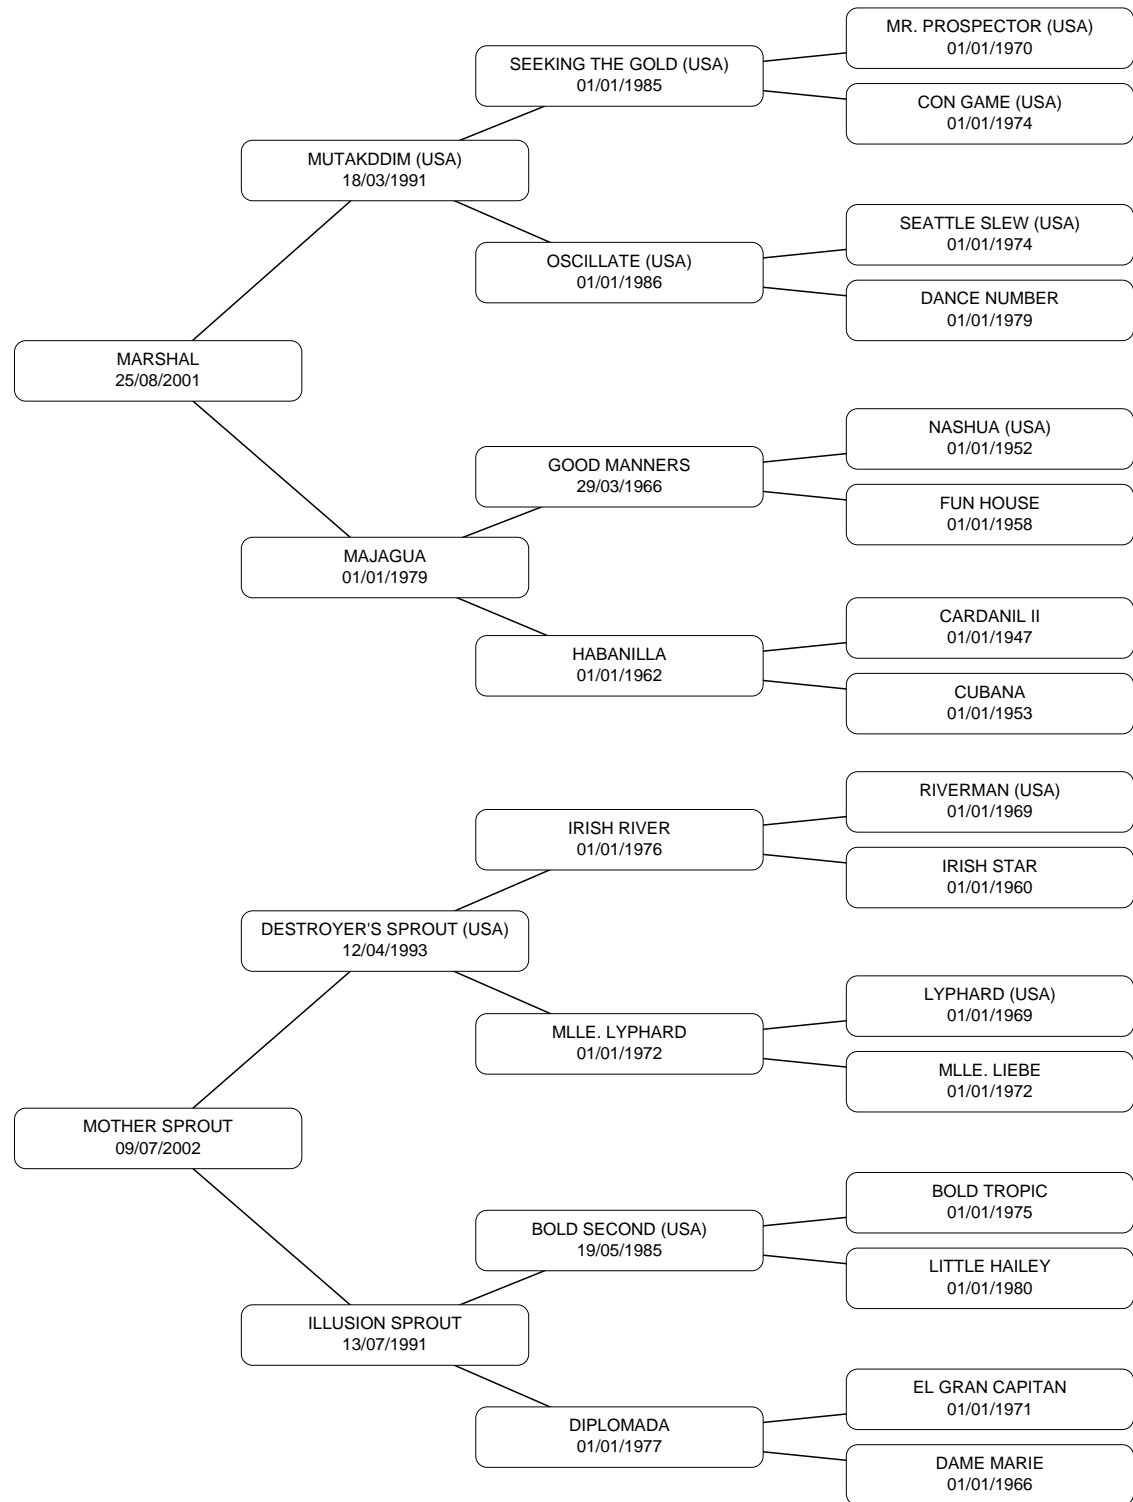 MR. PROSPECTOR (USA)
01/01/1970
SEEKING THE GOLD (USA)
01/01/1985
CON GAME (USA)
01/01/1974
MUTAKDDIM (USA)
18/03/1991
SEATTLE SLEW (USA)
01/01/1974
OSCILLATE (USA)
01/01/1986
DANCE NUMBER
01/01/1979
MARSHAL
25/08/2001
NASHUA (USA)
01/01/1952
GOOD MANNERS
29/03/1966
FUN HOUSE
01/01/1958
MAJAGUA
01/01/1979
CARDANIL II
01/01/1947
HABANILLA
01/01/1962
CUBANA
01/01/1953
RIVERMAN (USA)
01/01/1969
IRISH RIVER
01/01/1976
IRISH STAR
01/01/1960
DESTROYER'S SPROUT (USA)
12/04/1993
LYPHARD (USA)
01/01/1969
MLLE. LYPHARD
01/01/1972
MLLE. LIEBE
01/01/1972
MOTHER SPROUT
09/07/2002
BOLD TROPIC
01/01/1975
BOLD SECOND (USA)
19/05/1985
LITTLE HAILEY
01/01/1980
ILLUSION SPROUT
13/07/1991
EL GRAN CAPITAN
01/01/1971
DIPLOMADA
01/01/1977
DAME MARIE
01/01/1966